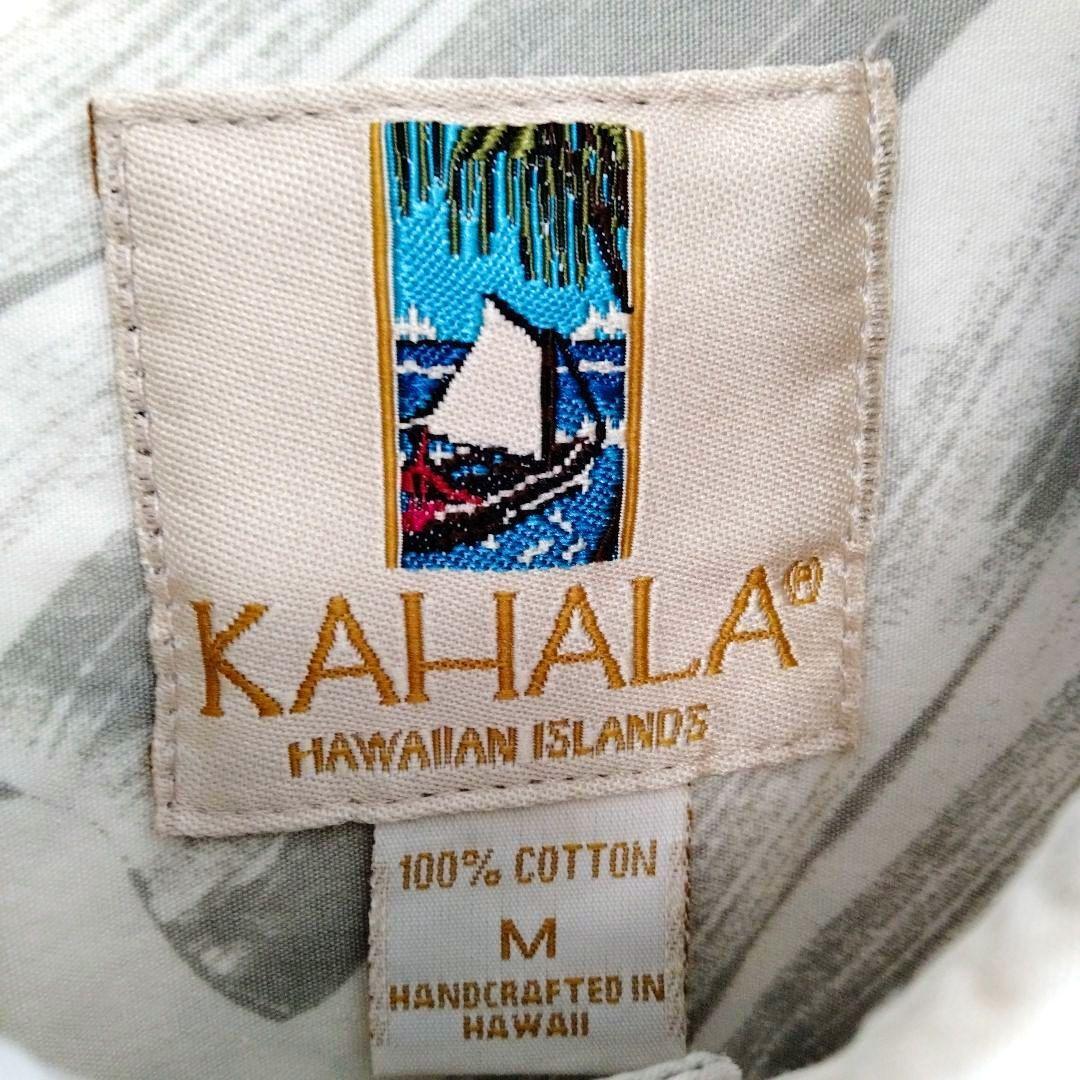 KAHALA®
HAWAIIAN ISLANDS
100% COTTON
M
HANDCRAFTED IN
HAWAII